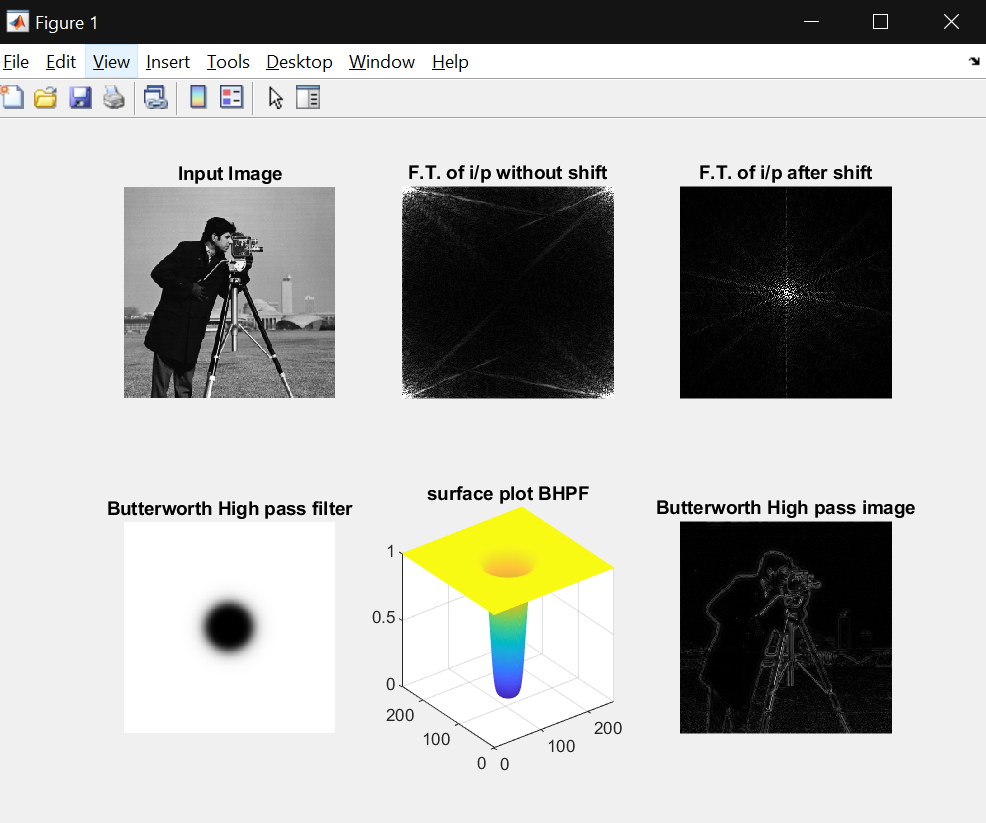 Figure 1
File Edit View Insert Tools Desktop Window Help
Input Image
F.T. of i/p without shift
F.T. of i/p after shift
Butterworth High pass filter
surface plot BHPF
1
0.5
0
200
100
0
0
100
200
Butterworth High pass image